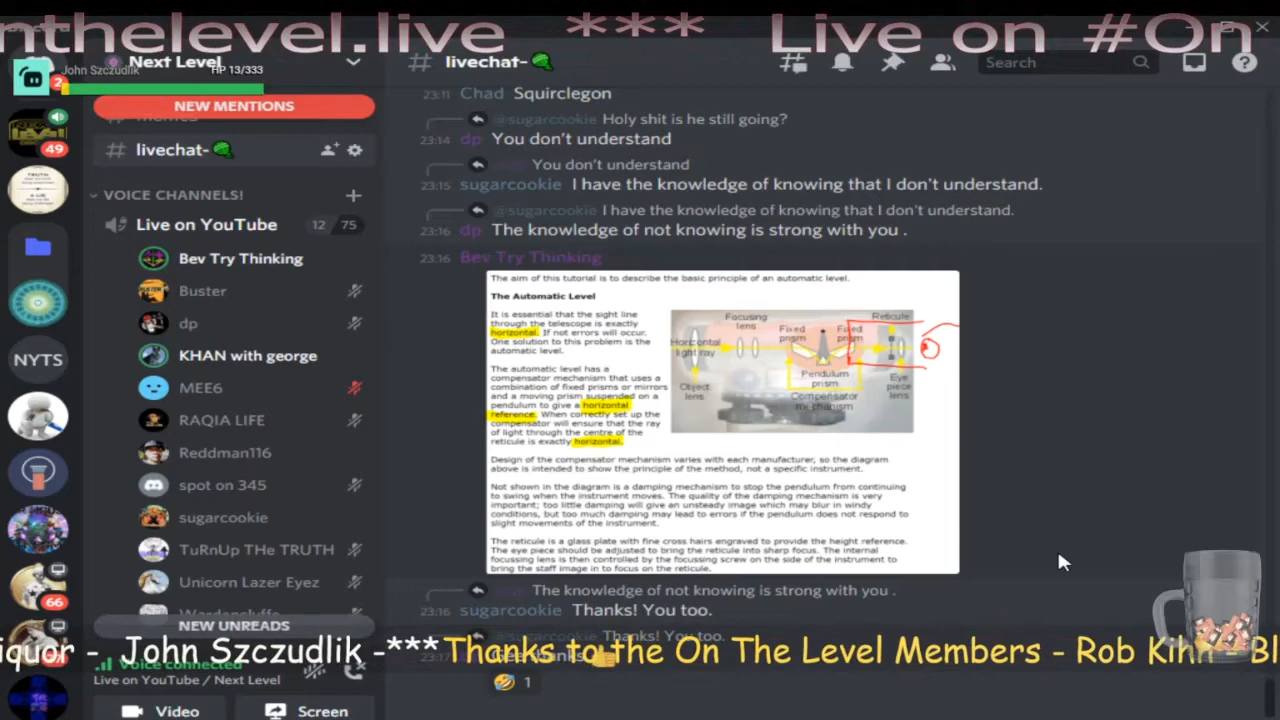 nthelevel.live *** Live on #On
Next Level
John Szczudlik HP 13/333
2
NEW MENTIONS
49
# livechat-
VOICE CHANNELS!
Live on YouTube 12 75
Bev Try Thinking
Buster
dp
KHAN with george
NYTS
MEE6
RAQIA LIFE
Reddman116
spot on 345
sugarcookie
TuRnUp THe TRUTH
Unicorn Lazer Eyez
66
NEW UNREADS
Voice connected
Live on YouTube / Next Level
Video
Screen
# livechat-
Search
23:11 Chad Squirclegon
@sugarcookie Holy shit is he still going?
23:14 dp You don't understand
You don't understand
23:15 sugarcookie I have the knowledge of knowing that I don't understand.
@sugarcookie I have the knowledge of knowing that I don't understand.
23:16 dp The knowledge of not knowing is strong with you .
23:16 Bev Try Thinking
The aim of this tutorial is to describe the basic principle of an automatic level.
The Automatic Level
It is essential that the sight line
through the telescope is exactly
horizontal. If not errors will occur.
One solution to this problem is the
automatic level.
The automatic level has a
compensator mechanism that uses a
combination of fixed prisms or mirrors
and a moving prism suspended on a
pendulum to give a horizontal
reference. When correctly set up the
compensator will ensure that the ray
of light through the centre of the
reticule is exactly horizontal.
Focusing
lens
Fixed
prism
Fixed
prism
Reticule
Horizontal
light ray
Object
lens
Pendulum
prism
Compensator
mechanism
Eye
piece
lens
Design of the compensator mechanism varies with each manufacturer, so the diagram
above is intended to show the principle of the method, not a specific instrument.
Not shown in the diagram is a damping mechanism to stop the pendulum from continuing
to swing when the instrument moves. The quality of the damping mechanism is very
important; too little damping will give an unsteady image which may blur in windy
conditions, but too much damping may lead to errors if the pendulum does not respond to
slight movements of the instrument.
The reticule is a glass plate with fine cross hairs engraved to provide the height reference.
The eye piece should be adjusted to bring the reticule into sharp focus. The internal
focussing lens is then controlled by the focussing screw on the side of the instrument to
bring the staff image in to focus on the reticule.
The knowledge of not knowing is strong with you .
23:16 sugarcookie Thanks! You too.
@sugarcookie Thanks! You too.
1
iquor - John Szczudlik -*** Thanks to the On The Level Members - Rob Kihn - Bl